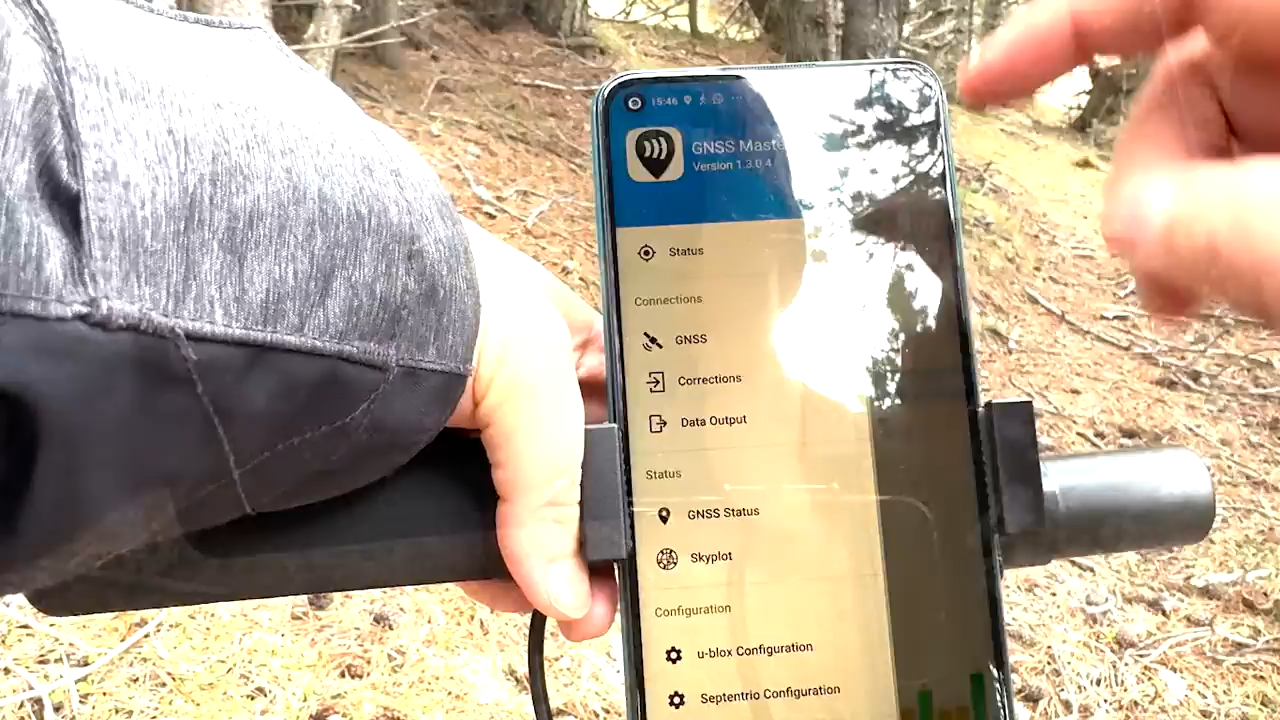 15:46
GNSS Maste
Version 1.3.0.4
Status
Connections
GNSS
Corrections
Data Output
Status
GNSS Status
Skyplot
Configuration
u-blox Configuration
Septentrio Configuration